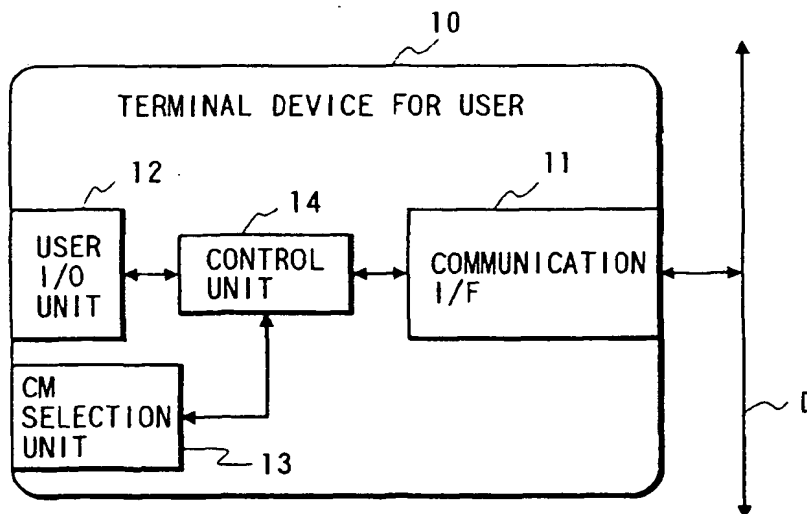 10
TERMINAL DEVICE FOR USER
12
14
11
USER
I/O
UNIT
CONTROL
UNIT
COMMUNICATION
I/F
CM
SELECTION
UNIT
13